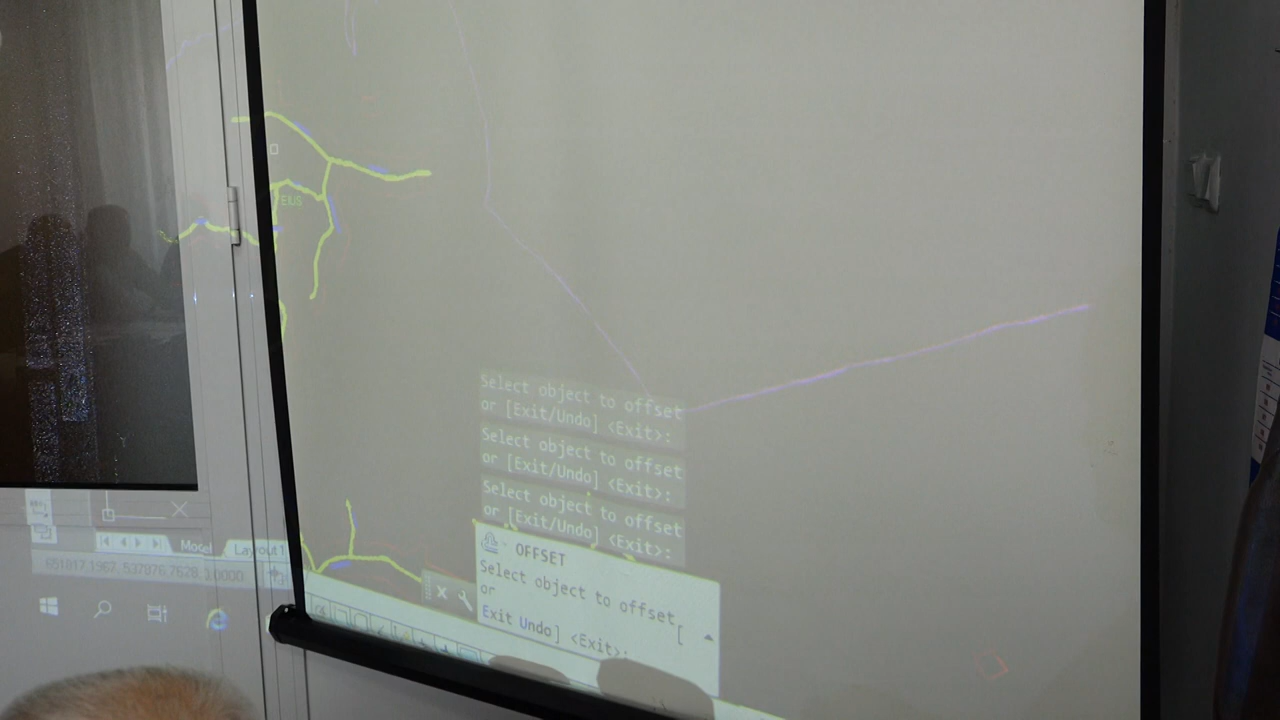 EIUS
Select object to offset
or [Exit/Undo] <Exit>:
Select object to offset
or [Exit/Undo] <Exit>:
Select object to offset
or [Exit/Undo] <Exit>:
OFFSET
Select object to offset
or
[
Exit Undo] <Exit>:
Model
Layout1